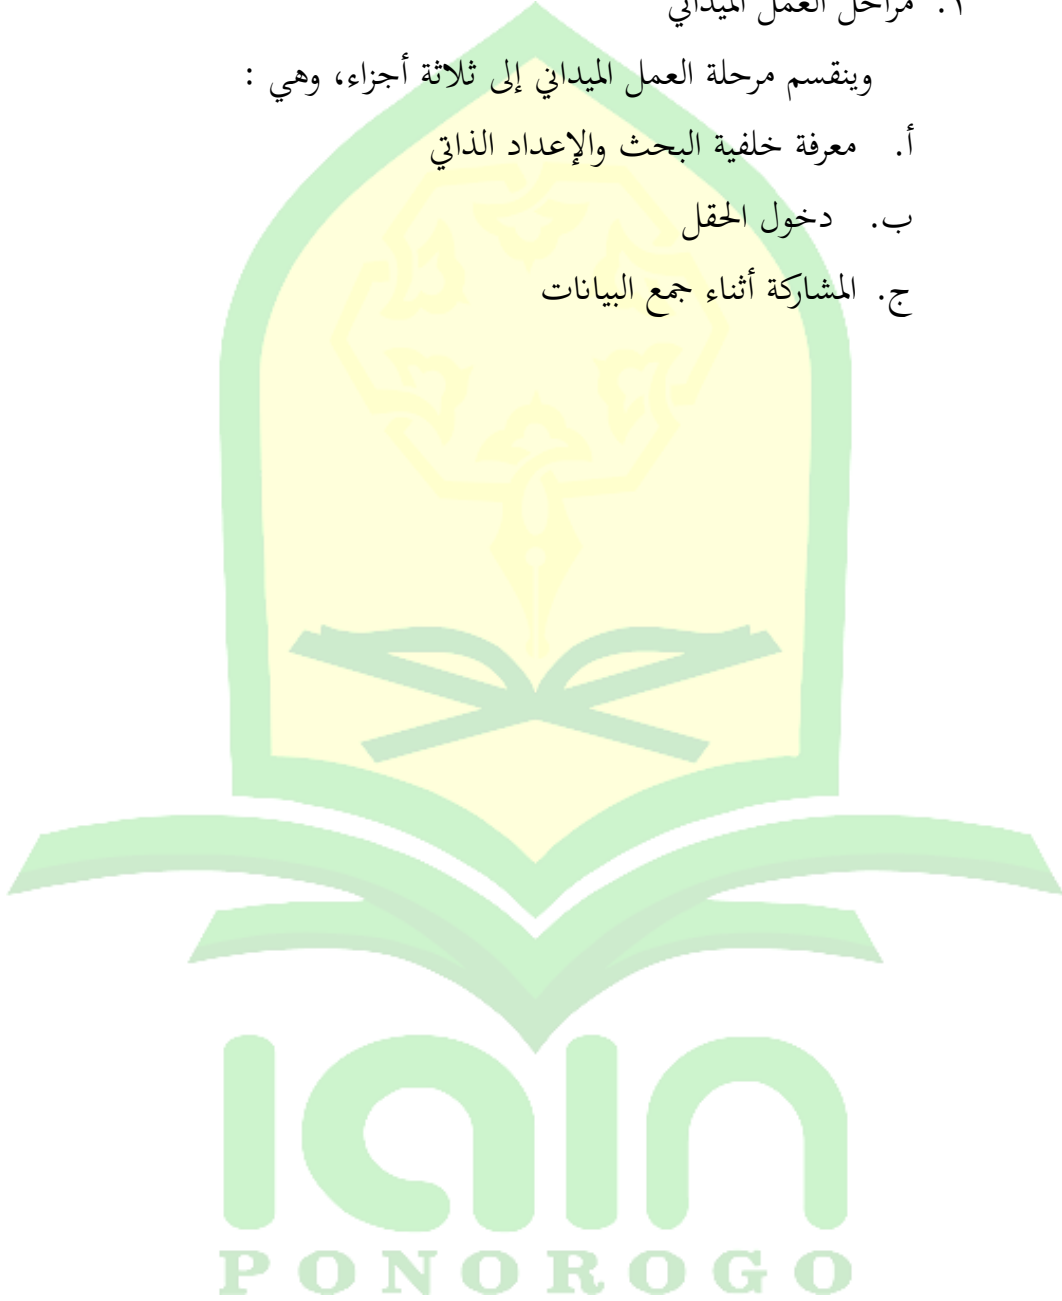 . مراحل العمل الميداني
وينقسم مرحلة العمل الميداني إلى ثلاثة أجزاء، وهي :
أ. معرفة خلفية البحث والإعداد الذاتي
ب. دخول الحقل
ج. المشاركة أثناء جمع البيانات
iain
PONOROGO